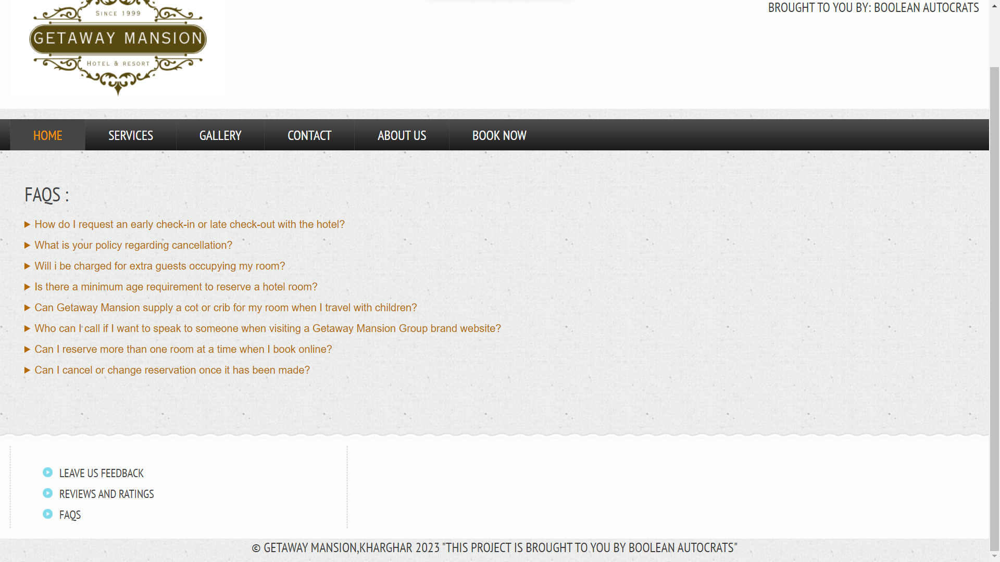 SINCE 1999
GETAWAY MANSION
HOTEL & RESORT
BROUGHT TO YOU BY: BOOLEAN AUTOCRATS
HOME
SERVICES
GALLERY
CONTACT
ABOUT US
BOOK NOW
FAQS :
How do I request an early check-in or late check-out with the hotel?
What is your policy regarding cancellation?
Will i be charged for extra guests occupying my room?
Is there a minimum age requirement to reserve a hotel room?
Can Getaway Mansion supply a cot or crib for my room when I travel with children?
Who can I call if I want to speak to someone when visiting a Getaway Mansion Group brand website?
Can I reserve more than one room at a time when I book online?
Can I cancel or change reservation once it has been made?
LEAVE US FEEDBACK
REVIEWS AND RATINGS
FAQS
© GETAWAY MANSION,KHARGHAR 2023 "THIS PROJECT IS BROUGHT TO YOU BY BOOLEAN AUTOCRATS"